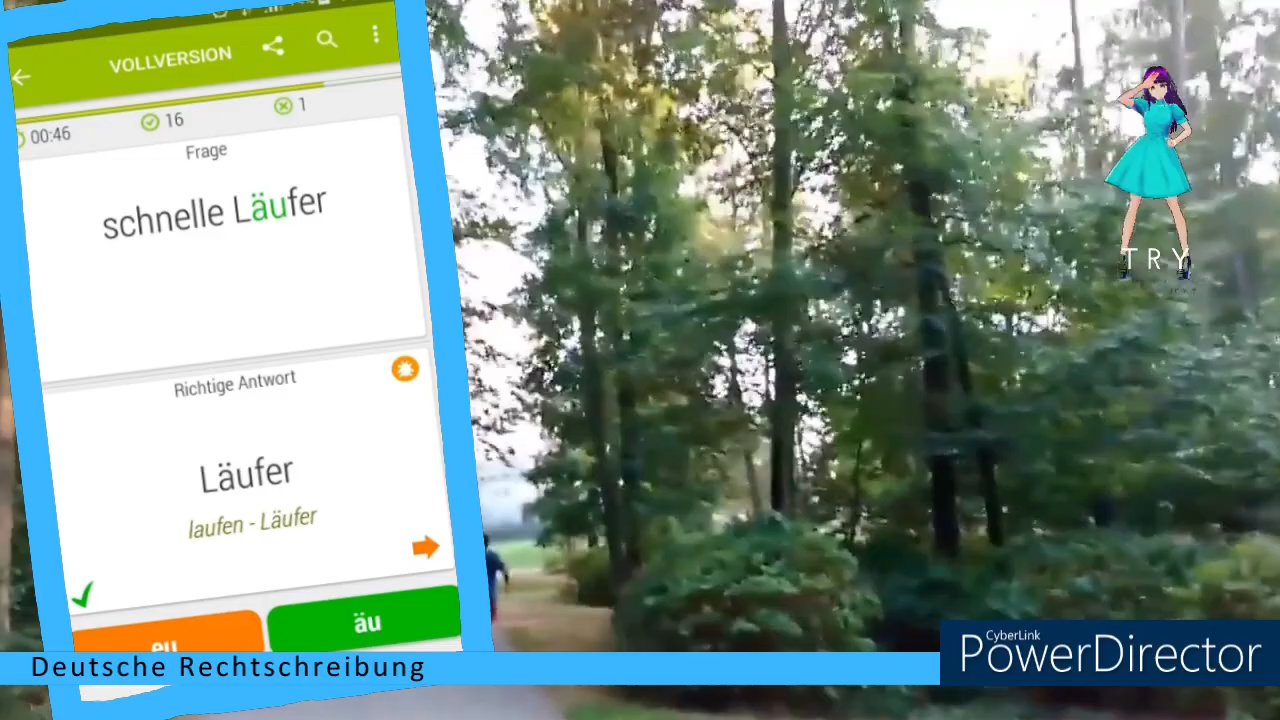 VOLLVERSION
00:46
16
1
Frage
schnelle Läufer
Richtige Antwort
Läufer
laufen - Läufer
eu
äu
Deutsche Rechtschreibung
TRY
CyberLink
PowerDirector